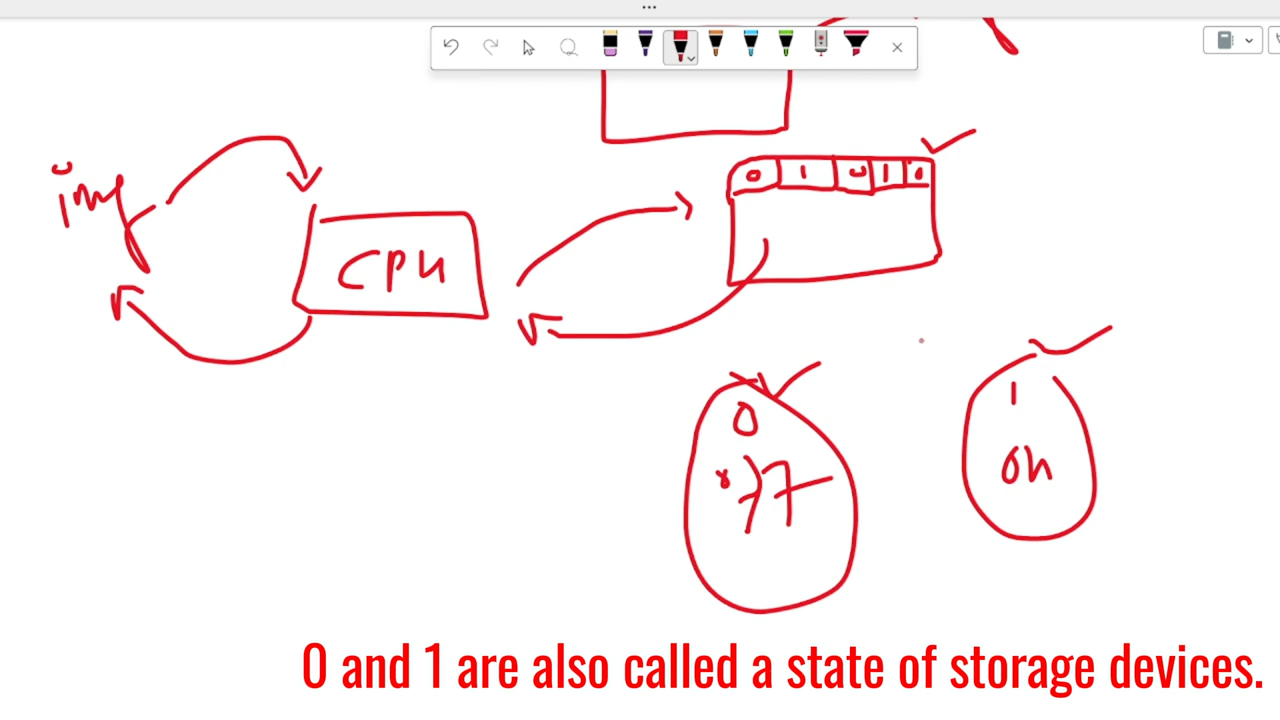 img
0 1 0 1 0
CPU
0
off
1
on
0 and 1 are also called a state of storage devices.